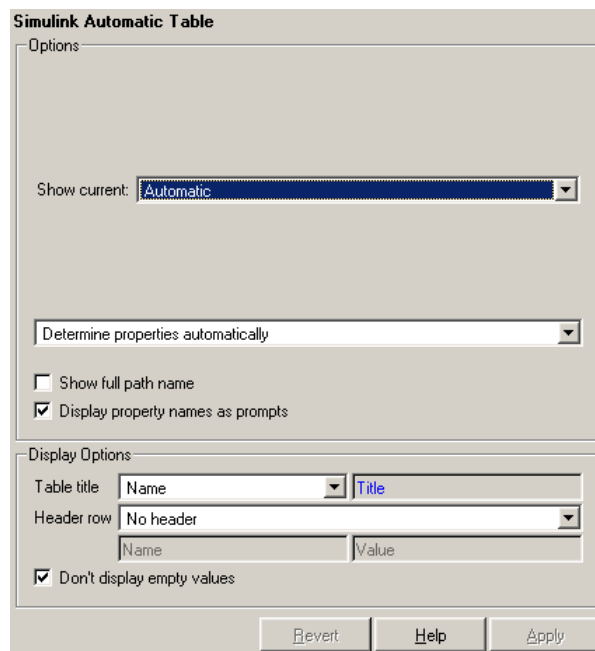 Simulink Automatic Table
Options
Show current: Automatic
Determine properties automatically
Show full path name
Display property names as prompts
Display Options
Table title Name Title
Header row No header
Name Value
Don't display empty values
Revert Help Apply